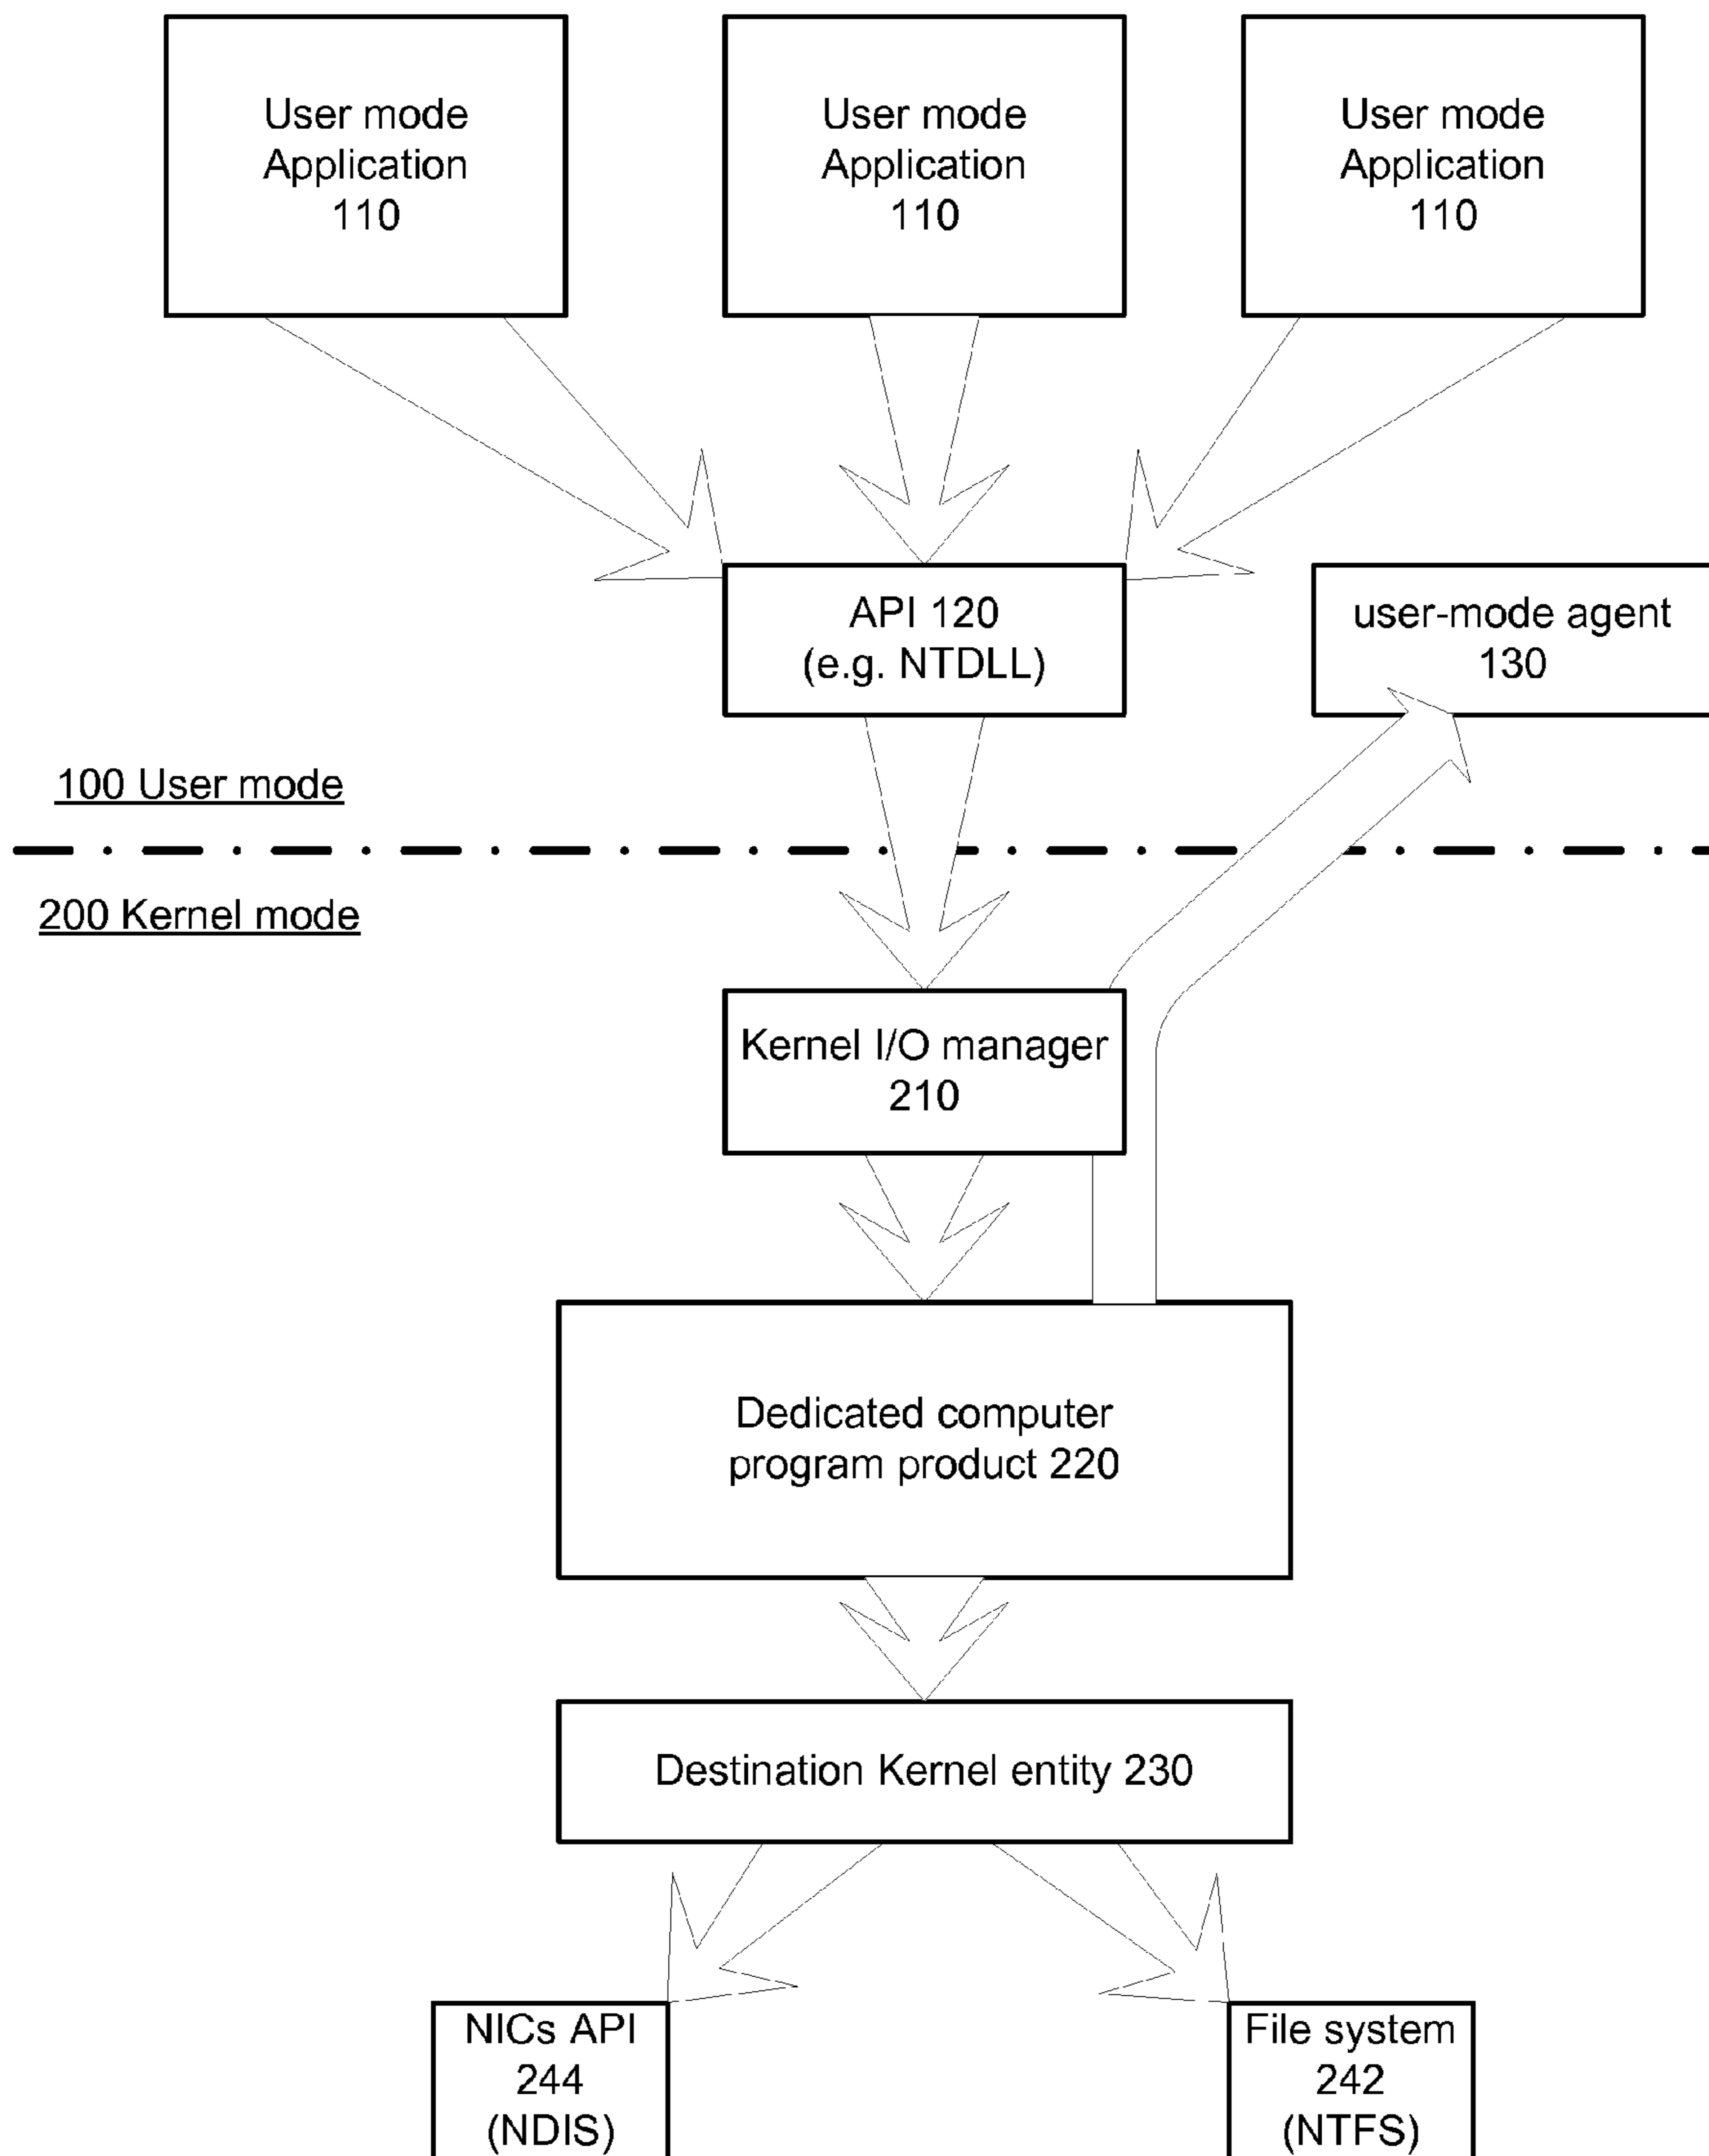 User mode
Application
110
User mode
Application
110
User mode
Application
110
API 120
(e.g. NTDLL)
user-mode agent
130
100 User mode
200 Kernel mode
Kernel I/O manager
210
Dedicated computer
program product 220
Destination Kernel entity 230
NICs API
244
(NDIS)
File system
242
(NTFS)